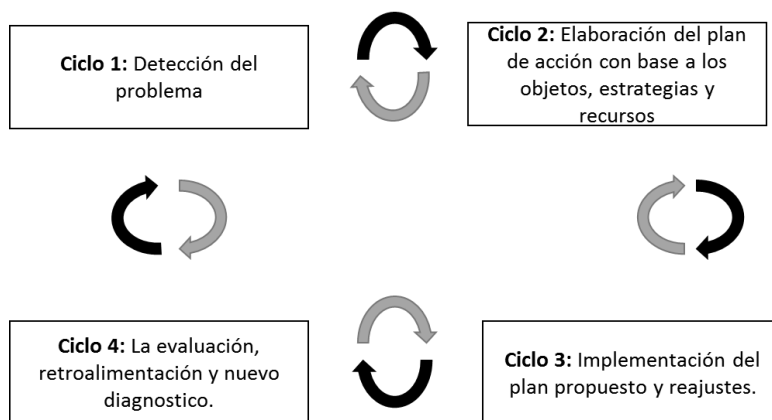 Ciclo 1: Detección del
problema
Ciclo 2: Elaboración del plan
de acción con base a los
objetos, estrategias y
recursos
Ciclo 4: La evaluación,
retroalimentación y nuevo
diagnostico.
Ciclo 3: Implementación del
plan propuesto y reajustes.